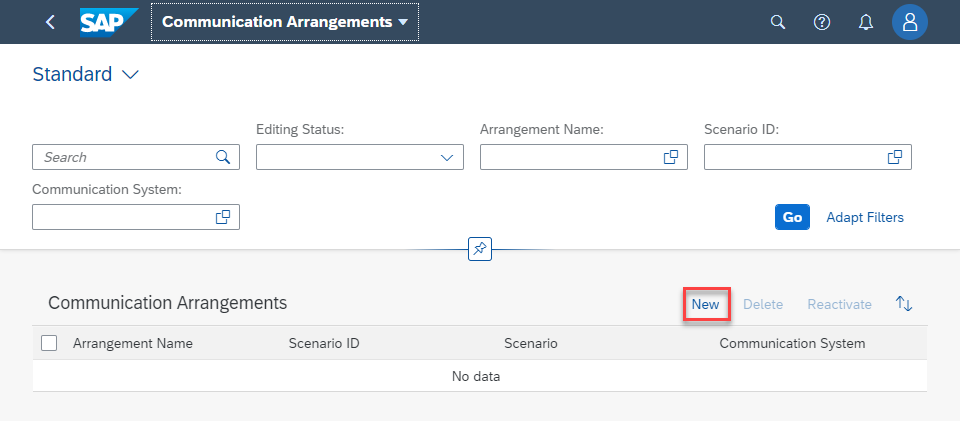 SAP Communication Arrangements
Standard
Editing Status: Arrangement Name: Scenario ID:
Search
Communication System:
Go Adapt Filters
Communication Arrangements New Delete Reactivate
Arrangement Name Scenario ID Scenario Communication System
No data